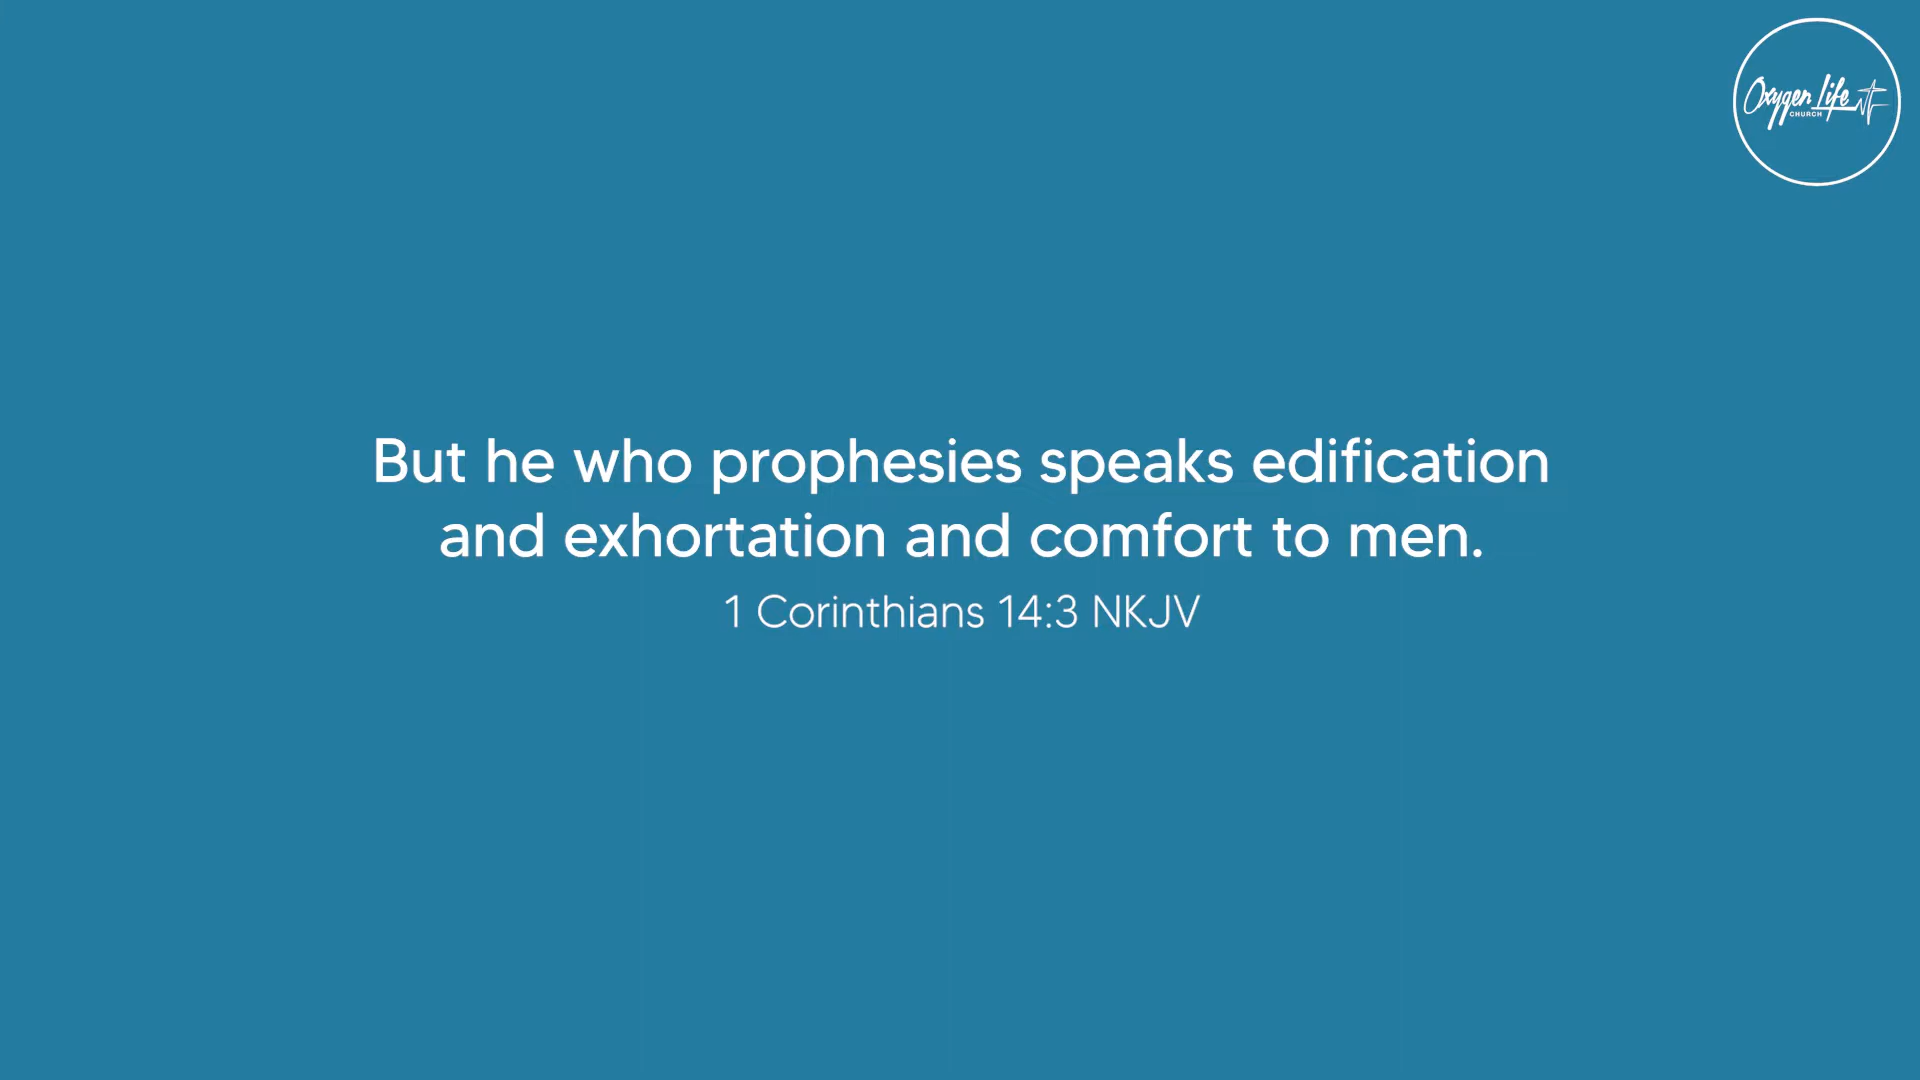 Oxygen Life
CHURCH
But he who prophesies speaks edification
and exhortation and comfort to men.
1 Corinthians 14:3 NKJV